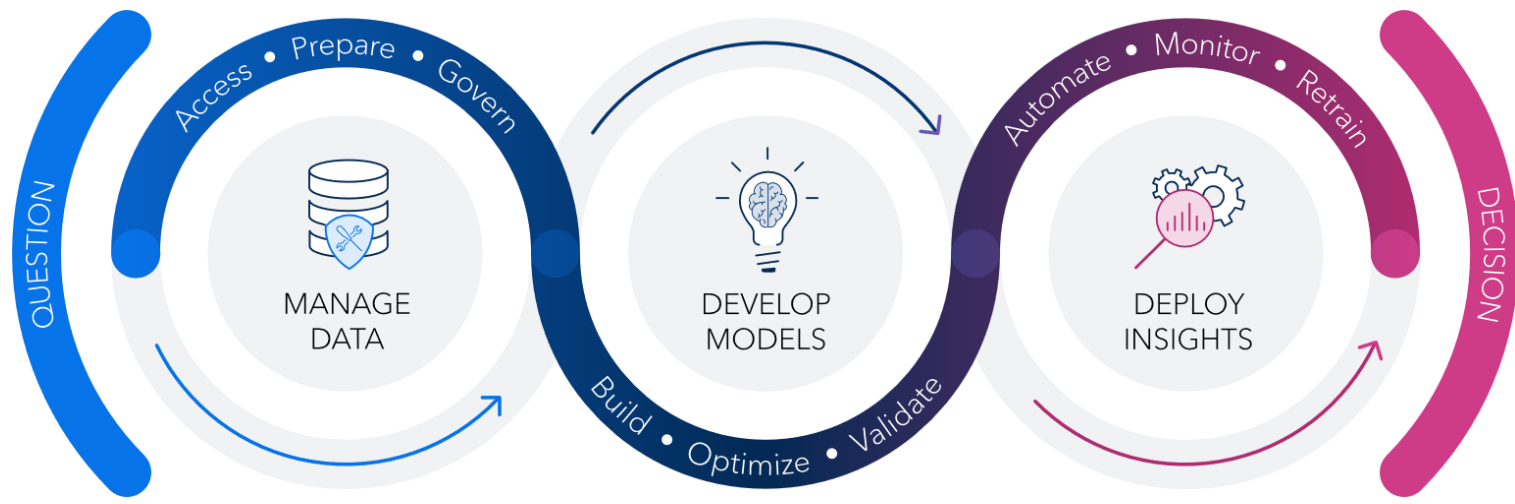 QUESTION
Access • Prepare • Govern
MANAGE
DATA
DEVELOP
MODELS
Build • Optimize • Validate
Automate • Monitor • Retrain
DEPLOY
INSIGHTS
DECISION